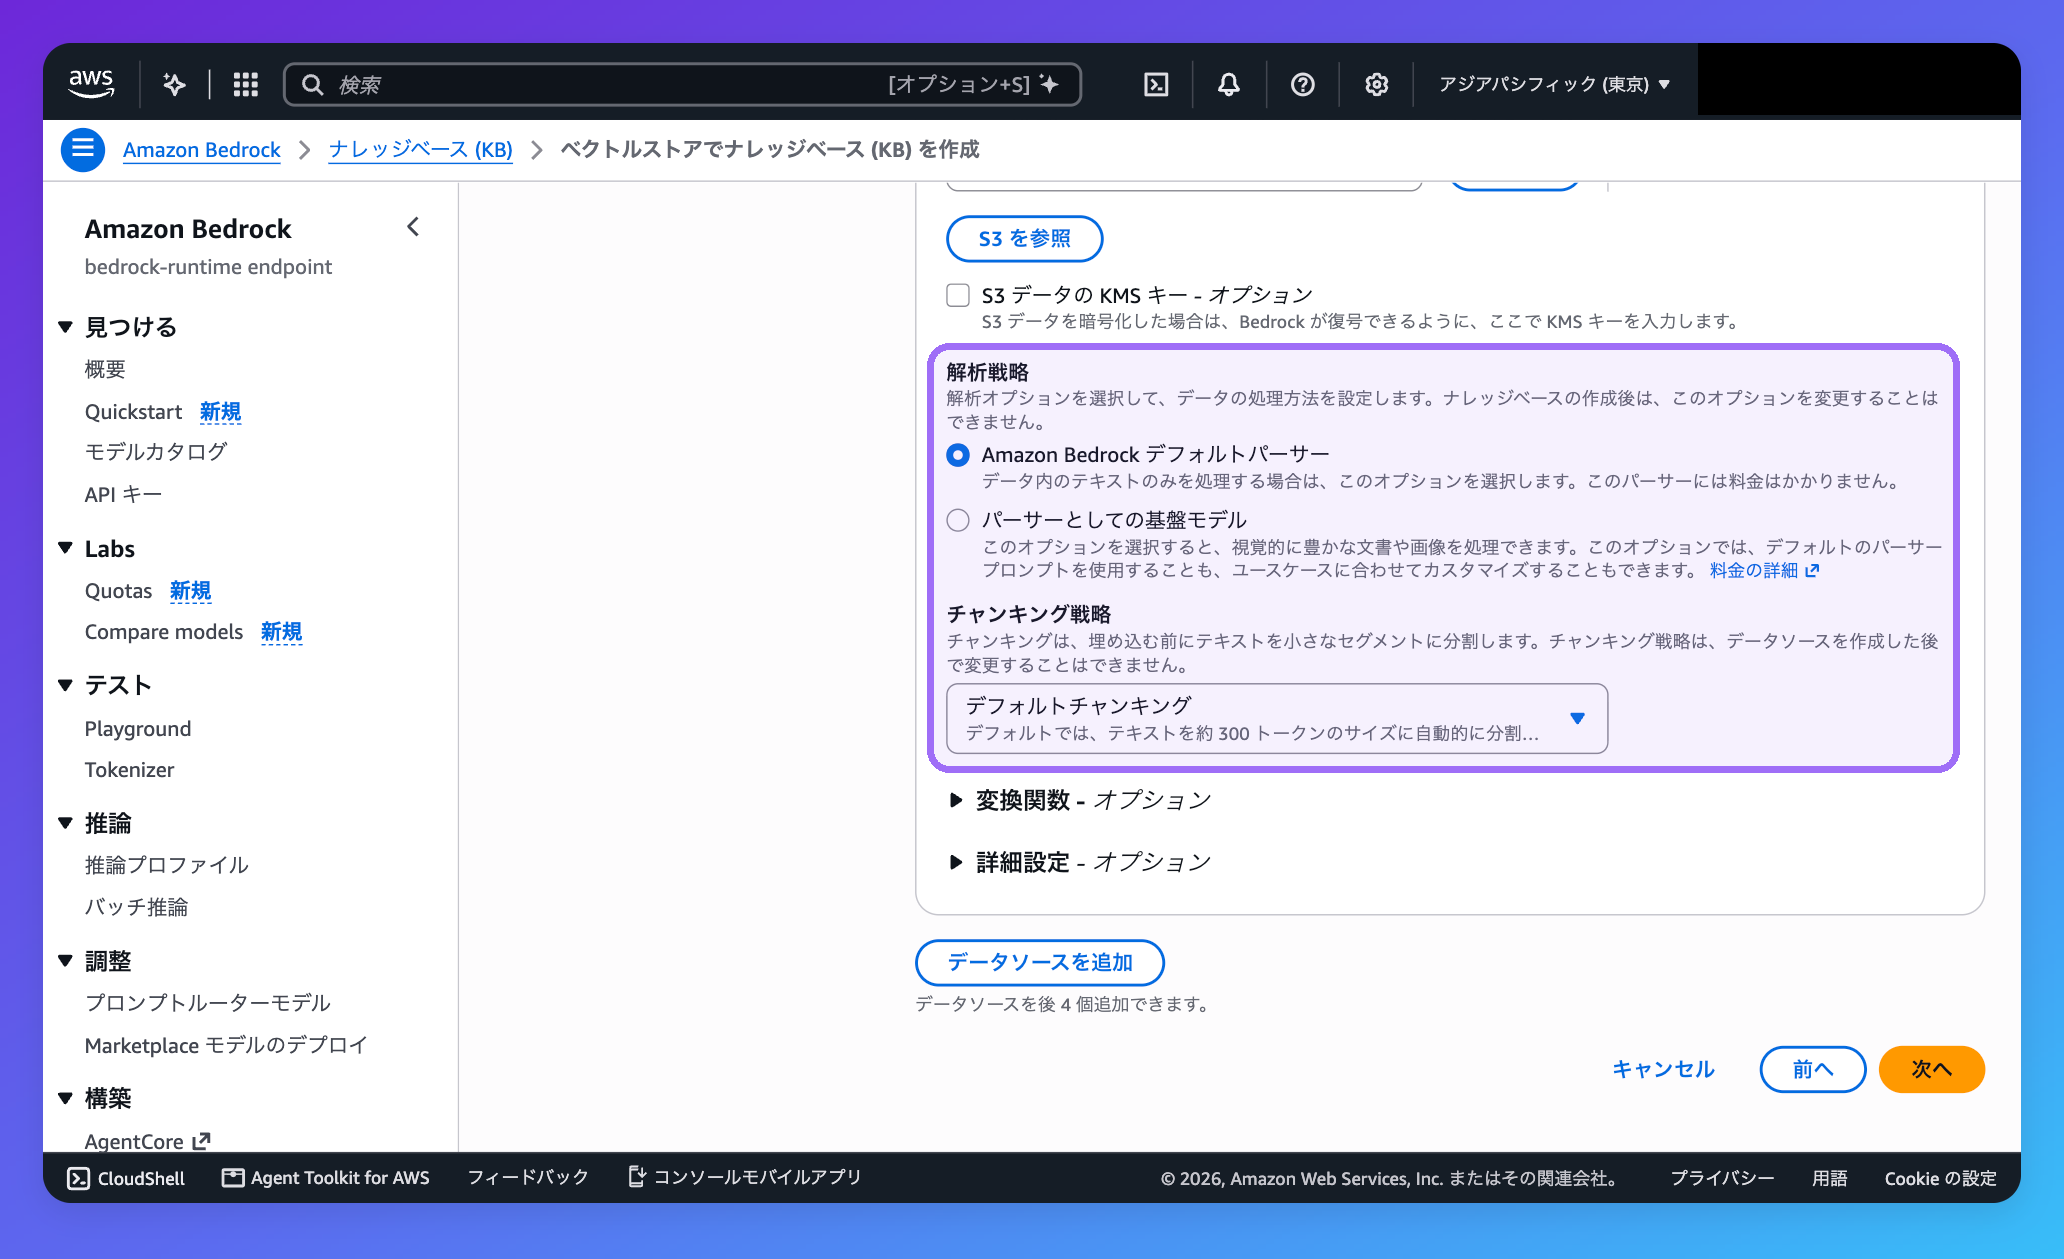 aws
検索
[オプション+S]
アジアパシフィック (東京)
Amazon Bedrock
ナレッジベース (KB)
ベクトルストアでナレッジベース (KB) を作成
Amazon Bedrock
bedrock-runtime endpoint
見つける
概要
Quickstart 新規
モデルカタログ
API キー
Labs
Quotas 新規
Compare models 新規
テスト
Playground
Tokenizer
推論
推論プロファイル
バッチ推論
調整
プロンプトルーターモデル
Marketplace モデルのデプロイ
構築
AgentCore
S3 を参照
S3 データの KMS キー - オプション
S3 データを暗号化した場合は、Bedrock が復号できるように、ここで KMS キーを入力します。
解析戦略
解析オプションを選択して、データの処理方法を設定します。ナレッジベースの作成後は、このオプションを変更することは
できません。
Amazon Bedrock デフォルトパーサー
データ内のテキストのみを処理する場合は、このオプションを選択します。このパーサーには料金はかかりません。
パーサーとしての基盤モデル
このオプションを選択すると、視覚的に豊かな文書や画像を処理できます。このオプションでは、デフォルトのパーサー
プロンプトを使用することも、ユースケースに合わせてカスタマイズすることもできます。 料金の詳細
チャンキング戦略
チャンキングは、埋め込む前にテキストを小さなセグメントに分割します。チャンキング戦略は、データソースを作成した後
で変更することはできません。
デフォルトチャンキング
デフォルトでは、テキストを約 300 トークンのサイズに自動的に分割...
変換関数 - オプション
詳細設定 - オプション
データソースを追加
データソースを後 4 個追加できます。
キャンセル
前へ
次へ
CloudShell
Agent Toolkit for AWS
フィードバック
コンソールモバイルアプリ
© 2026, Amazon Web Services, Inc. またはその関連会社。
プライバシー
用語
Cookie の設定